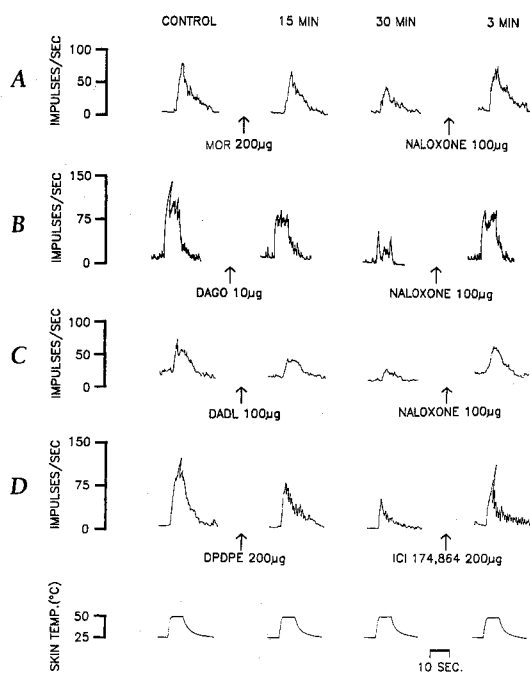 CONTROL 15 MIN 30 MIN 3 MIN
A
IMPULSES/SEC
100
50
0
MOR 200µg NALOXONE 100µg
B
IMPULSES/SEC
150
75
0
DAGO 10µg NALOXONE 100µg
C
IMPULSES/SEC
100
50
0
DADL 100µg NALOXONE 100µg
D
IMPULSES/SEC
150
75
0
DPDPE 200µg ICI 174,864 200µg
SKIN TEMP.(°C)
50
25
10 SEC.